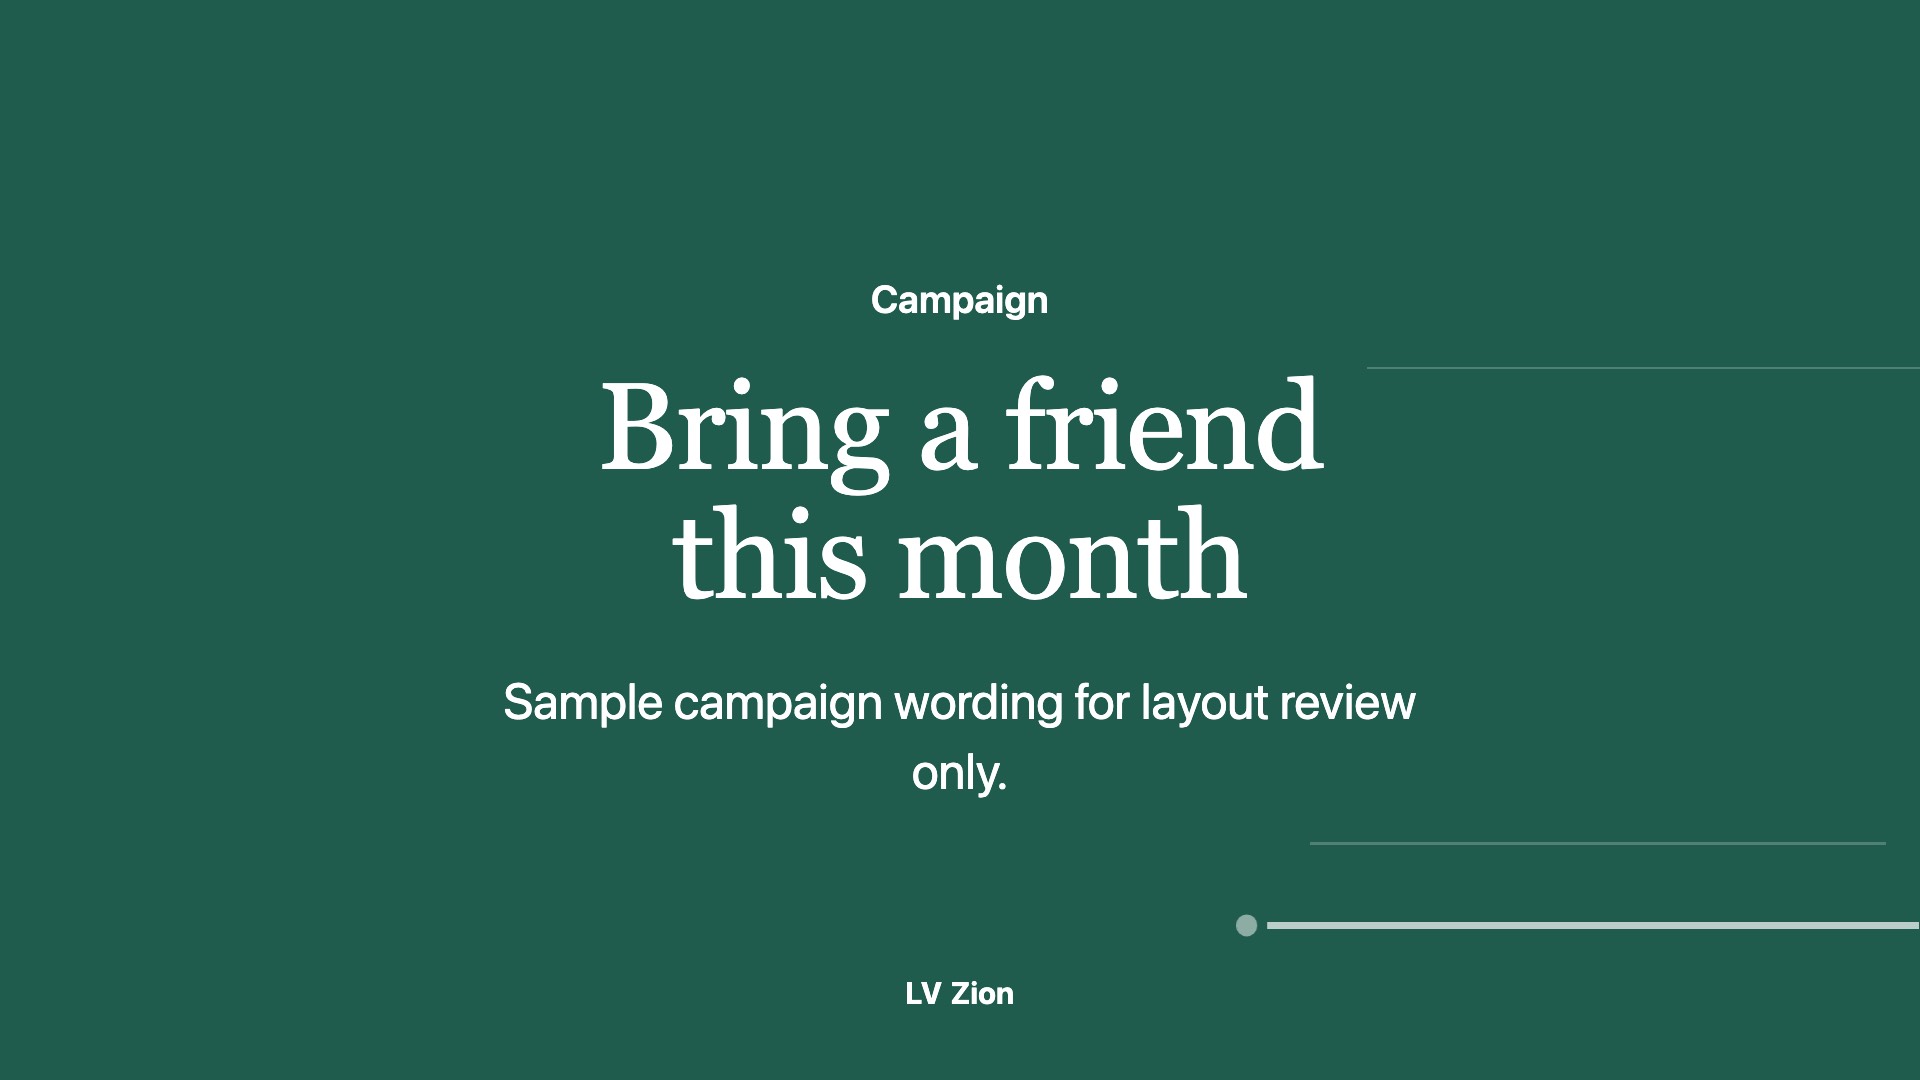 Campaign
Bring a friend
this month
Sample campaign wording for layout review
only.
LV Zion